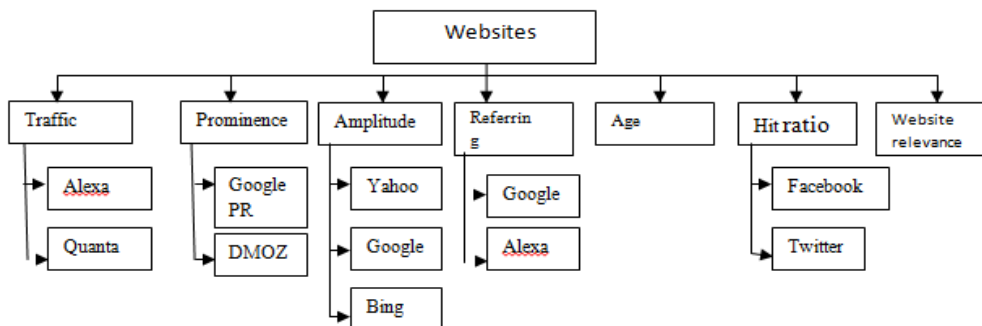 Websites
Traffic
Prominence
Amplitude
Referrin
g
Age
Hit ratio
Website
relevance
Alexa
Google
PR
Yahoo
Google
Facebook
Quanta
DMOZ
Google
Alexa
Twitter
Bing